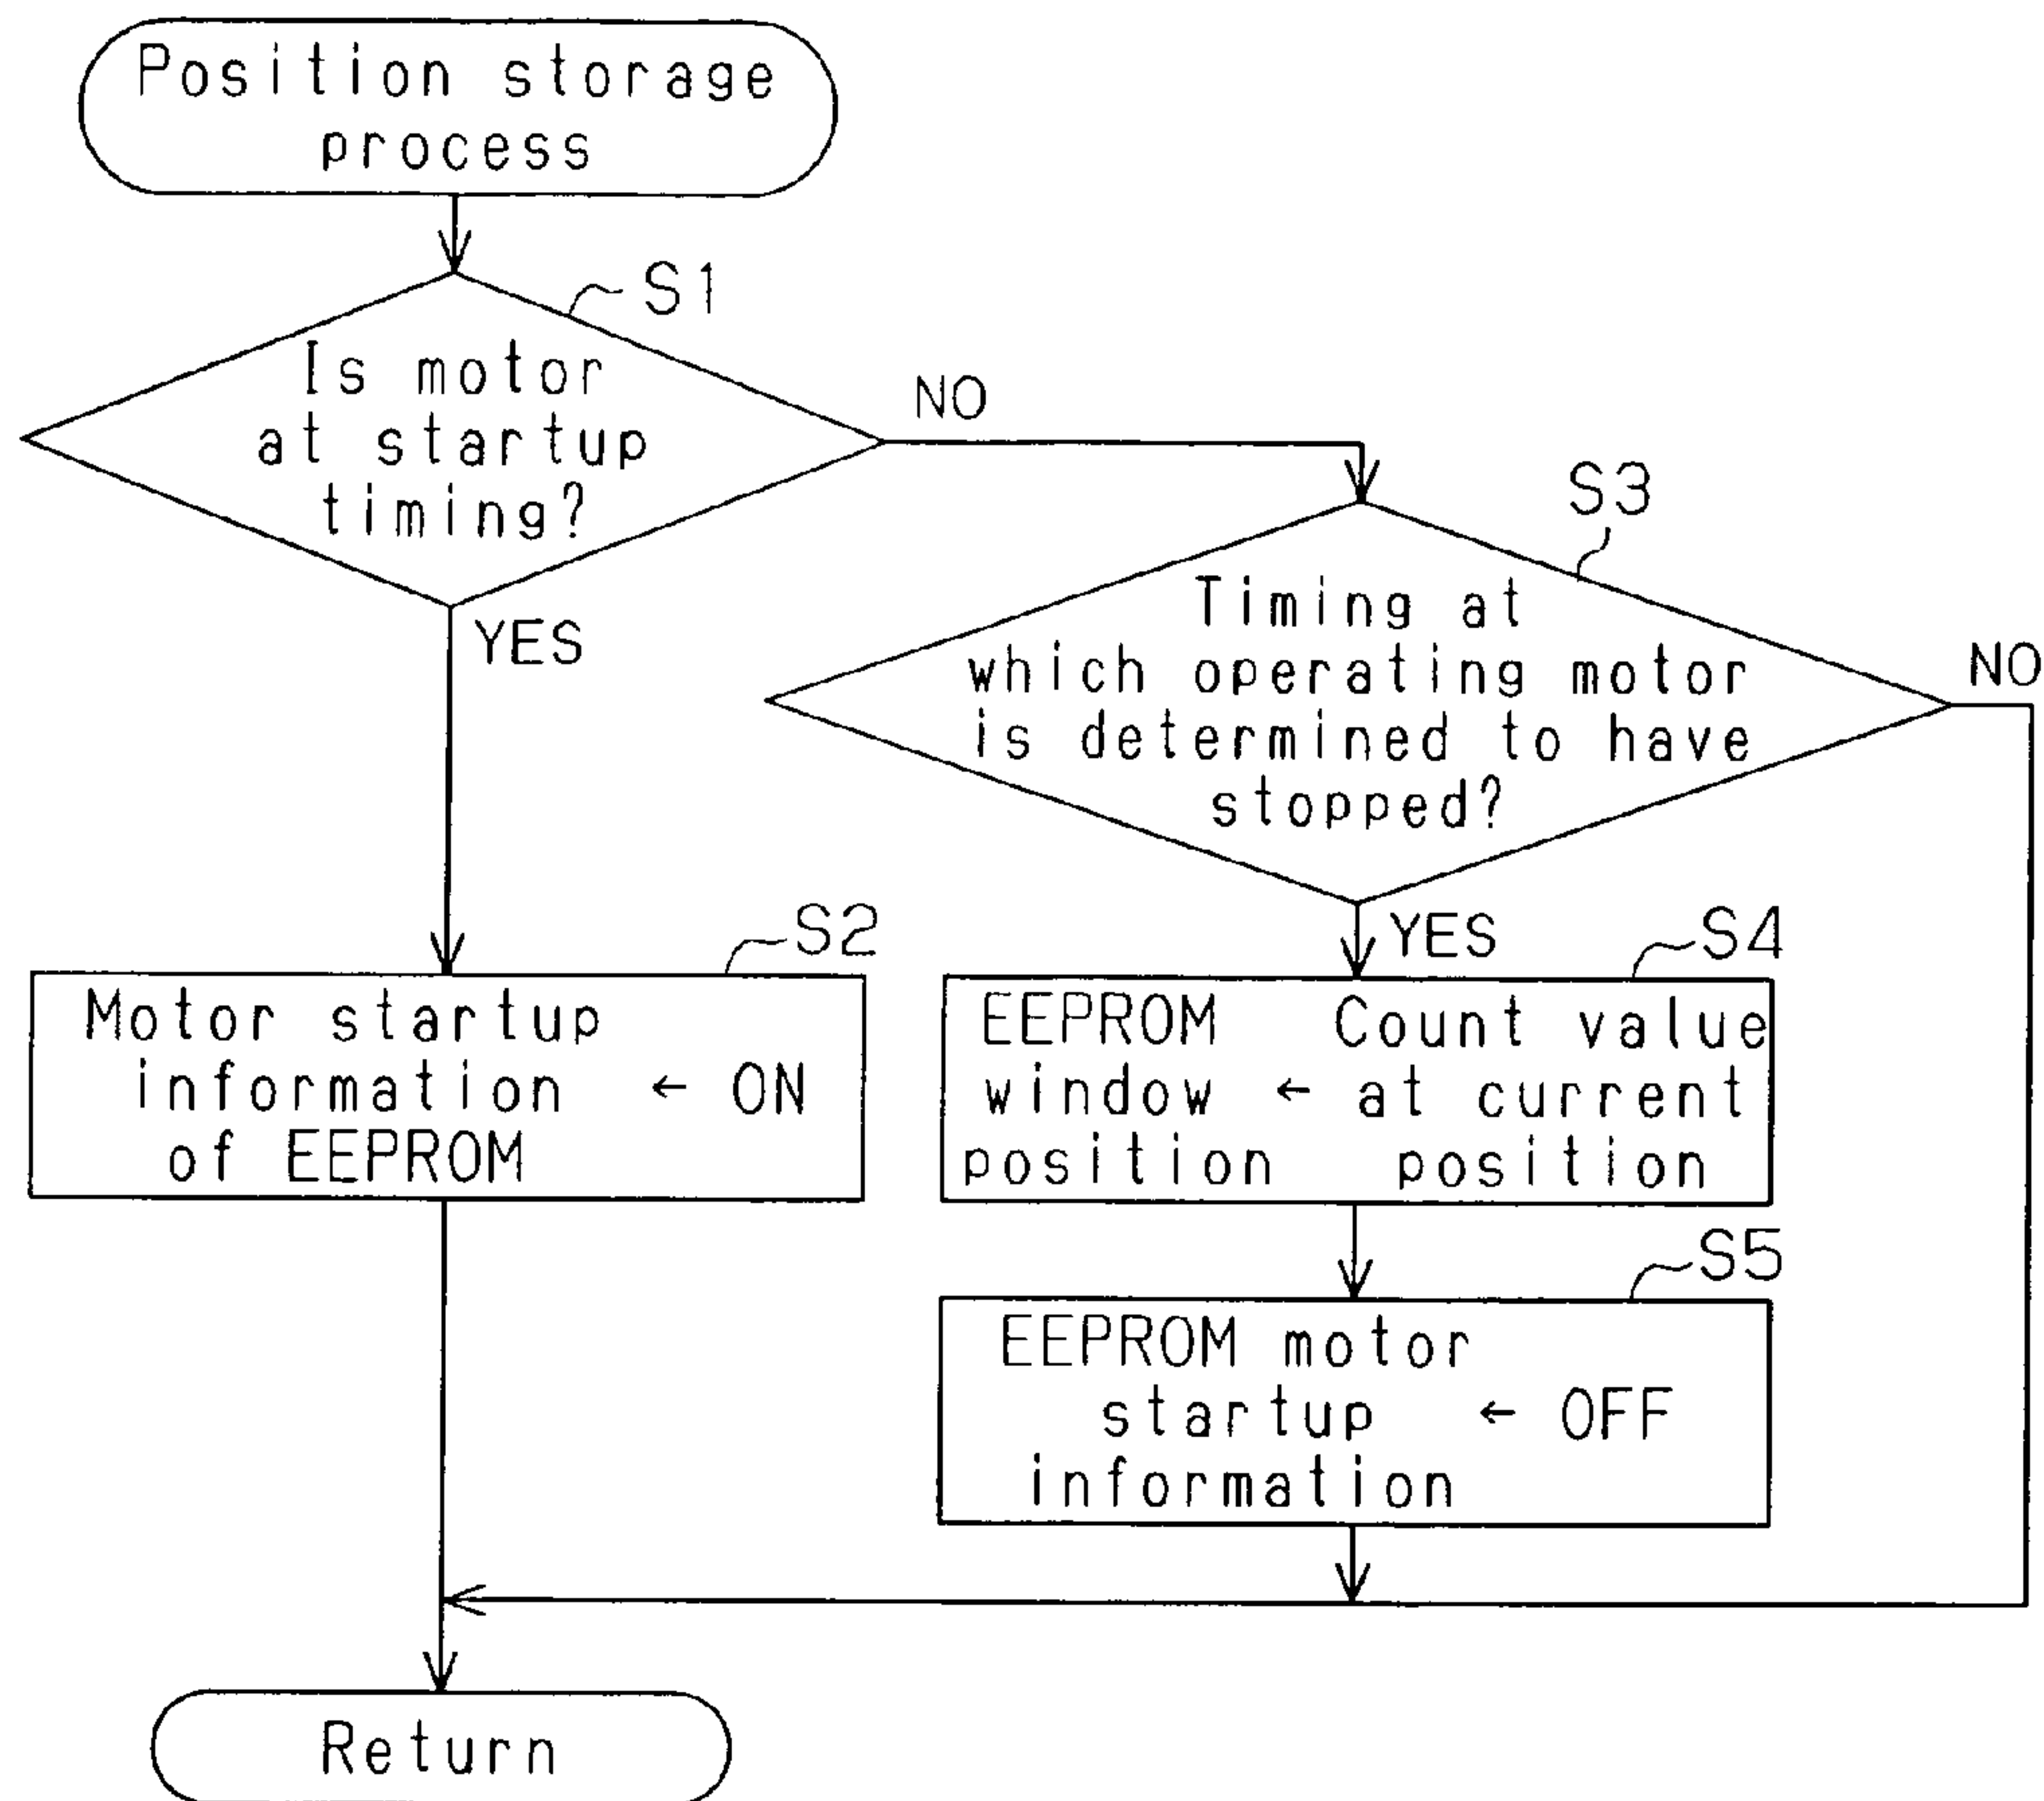 Position storage
process
S1
Is motor
at startup
timing?
NO
YES
S3
Timing at
which operating motor
is determined to have
stopped?
NO
YES
S2
Motor startup
information ← ON
of EEPROM
S4
EEPROM Count value
window ← at current
position position
S5
EEPROM motor
startup ← OFF
information
Return